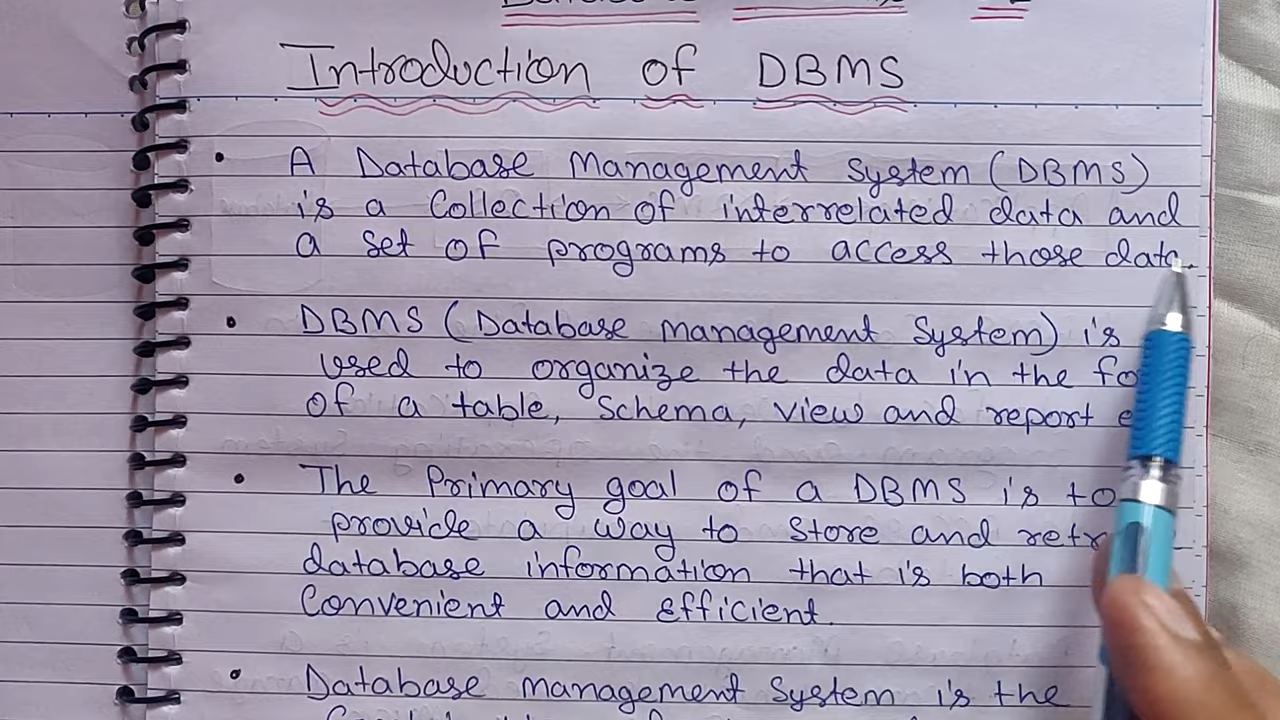 Introduction of DBMS
• A Database Management System (DBMS)
is a Collection of interrelated data and
a set of programs to access those data.
• DBMS (Database Management System) is
used to organize the data in the
of a table, Schema, view and report
• The Primary goal of a DBMS is to
provide a way to store and
database information that is both
Convenient and efficient.
• Database management System is the